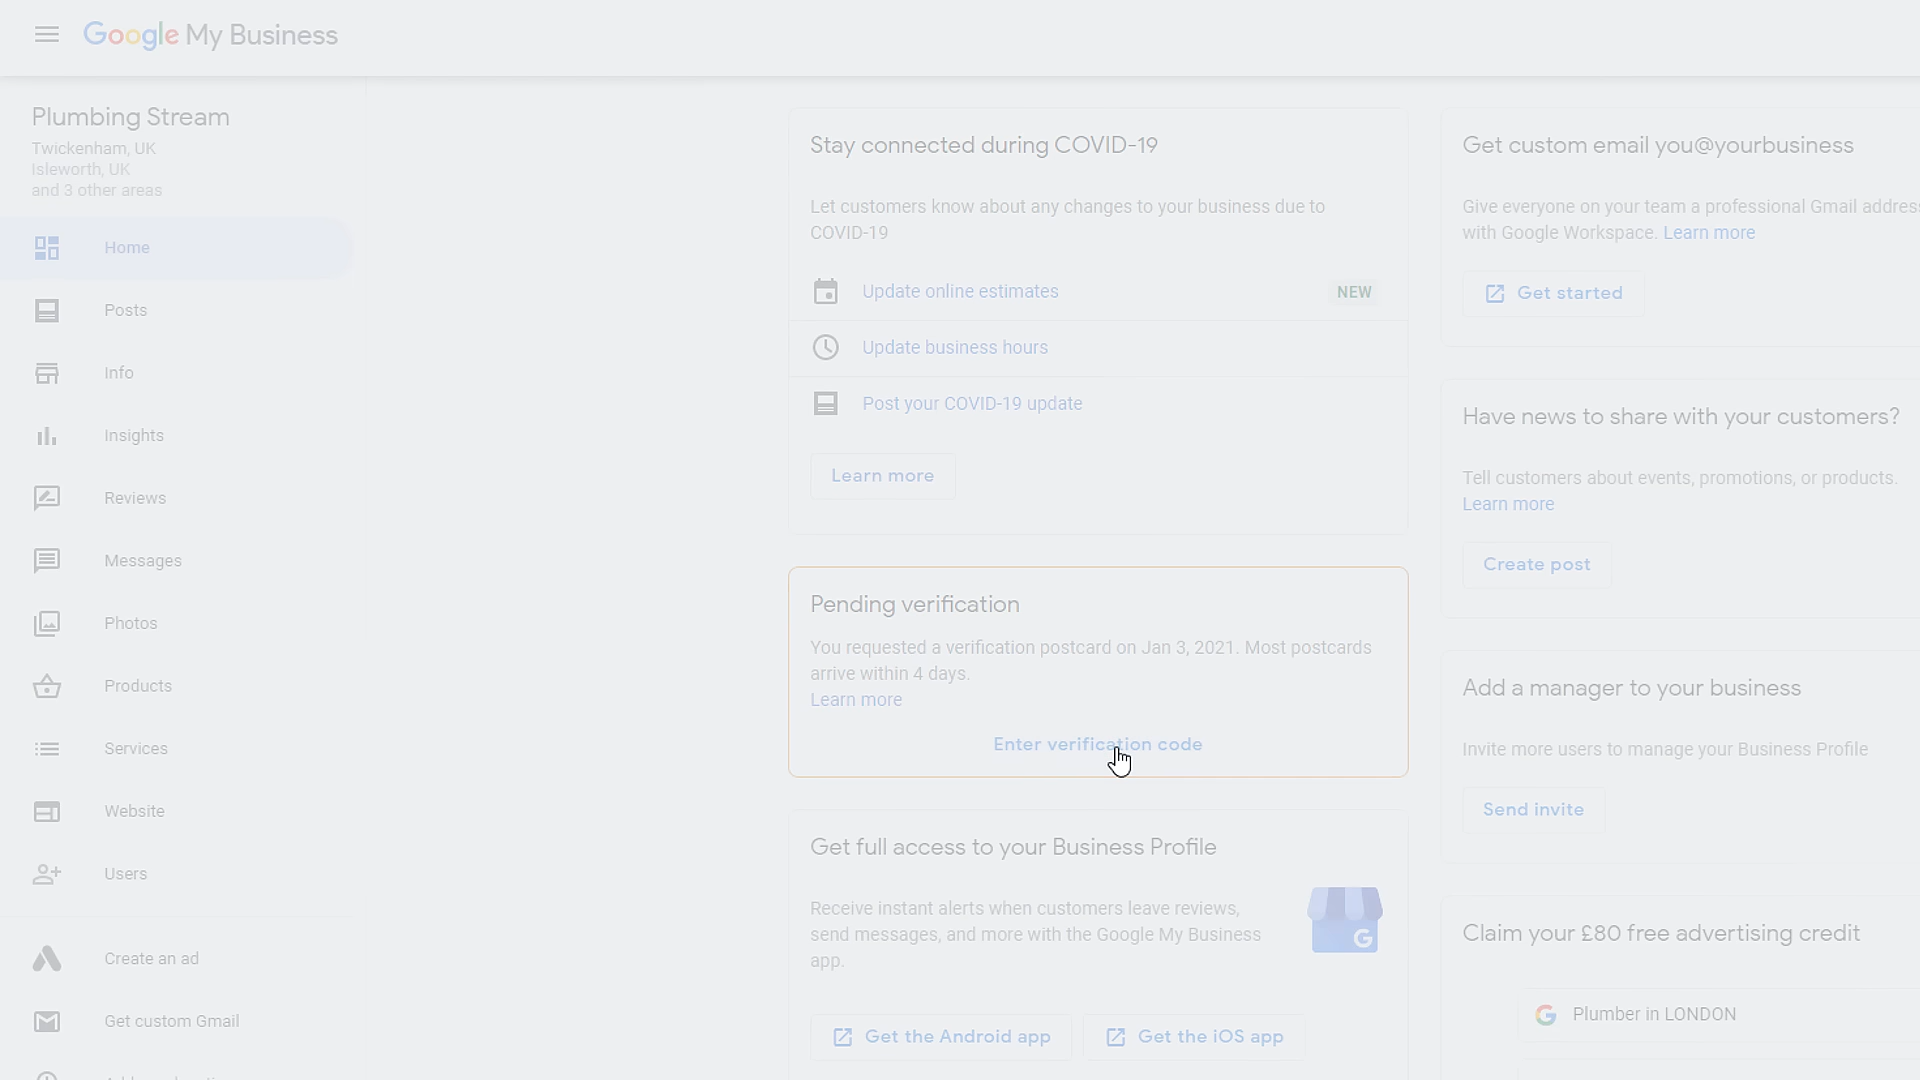 Google My Business
Plumbing Stream
Twickenham, UK
Isleworth, UK
and 3 other areas
Home
Posts
Info
Insights
Reviews
Messages
Photos
Products
Services
Website
Users
Create an ad
Get custom Gmail
Stay connected during COVID-19
Let customers know about any changes to your business due to
COVID-19
Update online estimates NEW
Update business hours
Post your COVID-19 update
Learn more
Pending verification
You requested a verification postcard on Jan 3, 2021. Most postcards
arrive within 4 days.
Learn more
Enter verification code
Get full access to your Business Profile
Receive instant alerts when customers leave reviews,
send messages, and more with the Google My Business
app.
G
Get the Android app Get the iOS app
Get custom email you@yourbusiness
Give everyone on your team a professional Gmail address
with Google Workspace. Learn more
Get started
Have news to share with your customers?
Tell customers about events, promotions, or products.
Learn more
Create post
Add a manager to your business
Invite more users to manage your Business Profile
Send invite
Claim your £80 free advertising credit
G Plumber in LONDON